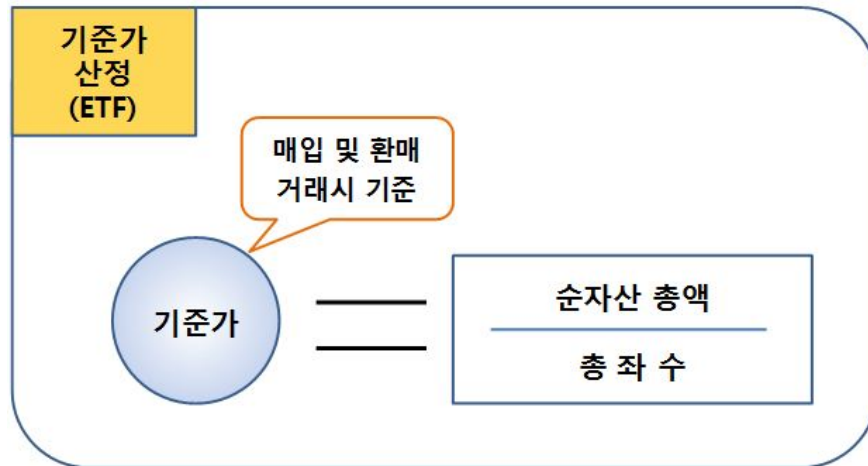 기준가
산정
(ETF)
매입 및 환매
거래시 기준
기준가
순자산 총액
총 좌 수